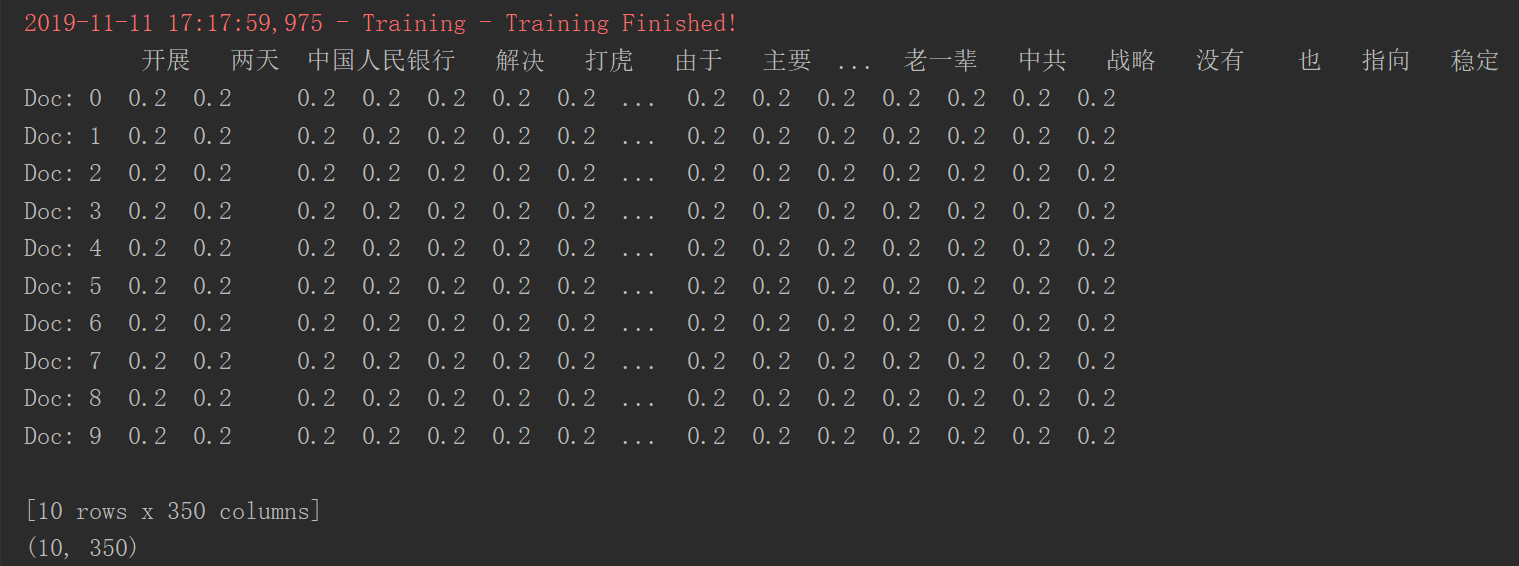 2019-11-11 17:17:59,975 - Training - Training Finished!
开展 两天 中国人民银行 解决 打虎 由于 主要 ... 老一辈 中共 战略 没有 也 指向 稳定
Doc: 0 0.2 0.2 0.2 0.2 0.2 0.2 0.2 ... 0.2 0.2 0.2 0.2 0.2 0.2 0.2
Doc: 1 0.2 0.2 0.2 0.2 0.2 0.2 0.2 ... 0.2 0.2 0.2 0.2 0.2 0.2 0.2
Doc: 2 0.2 0.2 0.2 0.2 0.2 0.2 0.2 ... 0.2 0.2 0.2 0.2 0.2 0.2 0.2
Doc: 3 0.2 0.2 0.2 0.2 0.2 0.2 0.2 ... 0.2 0.2 0.2 0.2 0.2 0.2 0.2
Doc: 4 0.2 0.2 0.2 0.2 0.2 0.2 0.2 ... 0.2 0.2 0.2 0.2 0.2 0.2 0.2
Doc: 5 0.2 0.2 0.2 0.2 0.2 0.2 0.2 ... 0.2 0.2 0.2 0.2 0.2 0.2 0.2
Doc: 6 0.2 0.2 0.2 0.2 0.2 0.2 0.2 ... 0.2 0.2 0.2 0.2 0.2 0.2 0.2
Doc: 7 0.2 0.2 0.2 0.2 0.2 0.2 0.2 ... 0.2 0.2 0.2 0.2 0.2 0.2 0.2
Doc: 8 0.2 0.2 0.2 0.2 0.2 0.2 0.2 ... 0.2 0.2 0.2 0.2 0.2 0.2 0.2
Doc: 9 0.2 0.2 0.2 0.2 0.2 0.2 0.2 ... 0.2 0.2 0.2 0.2 0.2 0.2 0.2
[10 rows x 350 columns]
(10, 350)